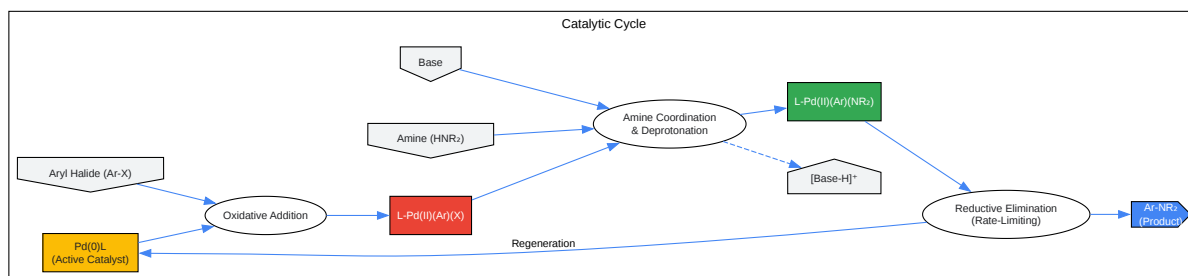 Catalytic Cycle
Base
Amine (HNR₂)
Aryl Halide (Ar-X)
Pd(0)L
(Active Catalyst)
Oxidative Addition
L-Pd(II)(Ar)(X)
Amine Coordination
& Deprotonation
L-Pd(II)(Ar)(NR₂)
[Base-H]⁺
Reductive Elimination
(Rate-Limiting)
Ar-NR₂
(Product)
Regeneration